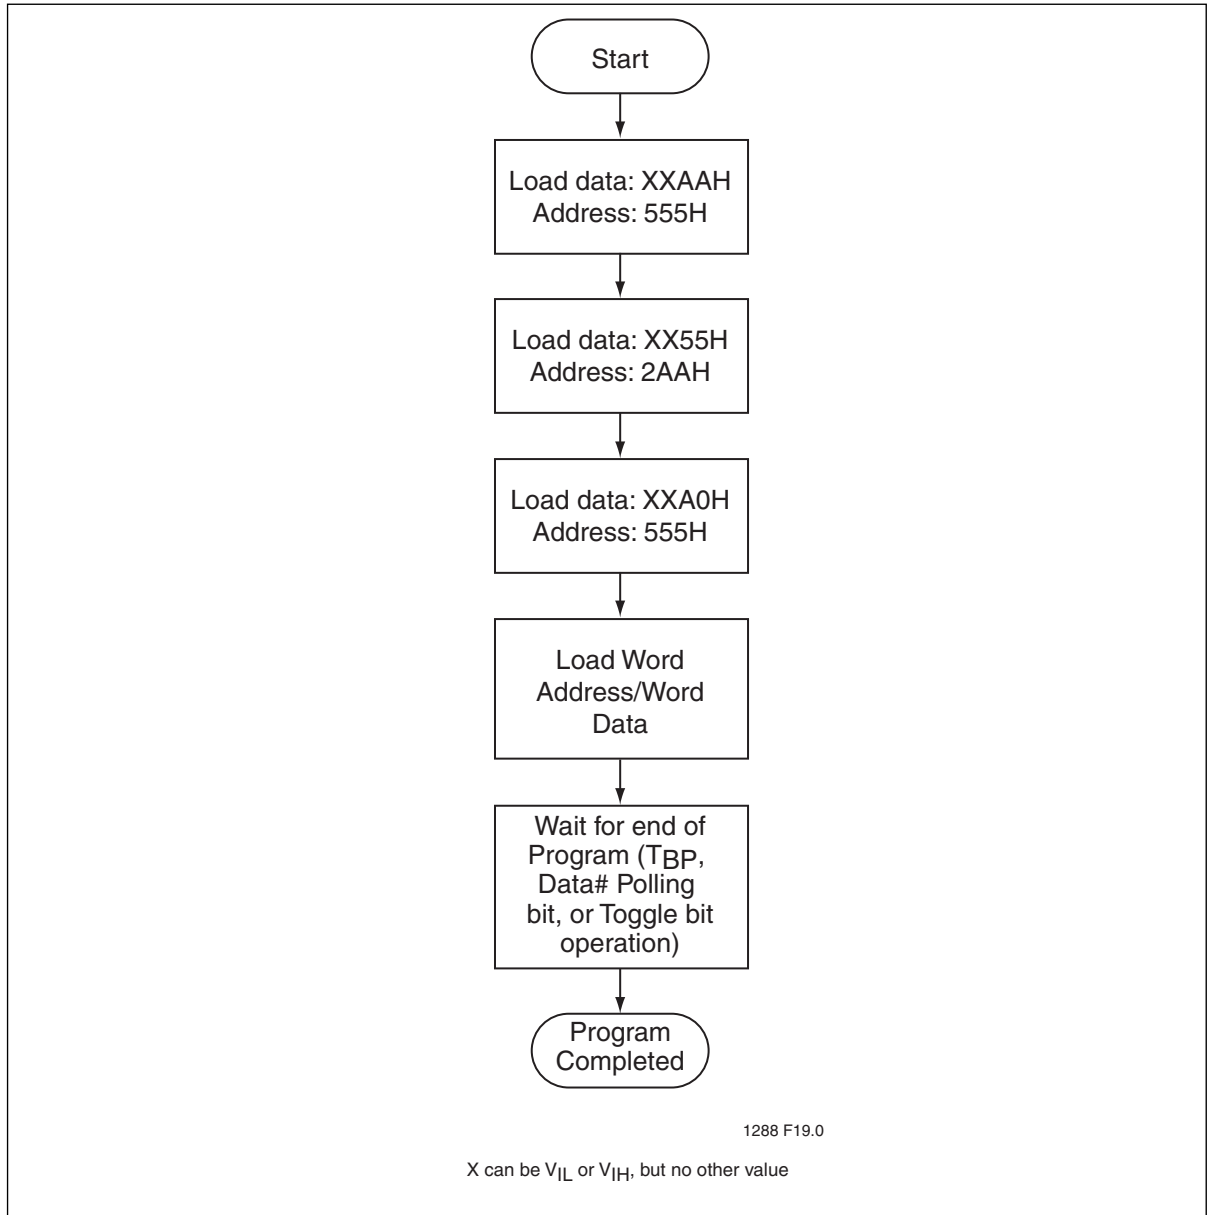 Start
Load data: XXAAH
Address: 555H
Load data: XX55H
Address: 2AAH
Load data: XXA0H
Address: 555H
Load Word
Address/Word
Data
Wait for end of
Program (TBP,
Data# Polling
bit, or Toggle bit
operation)
Program
Completed
1288 F19.0
X can be VIL or VIH, but no other value